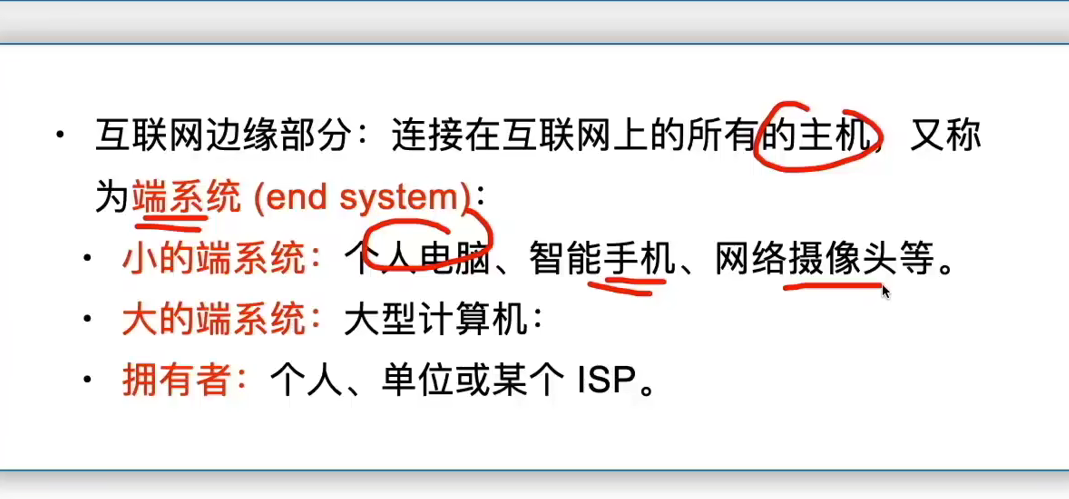 • 互联网边缘部分：连接在互联网上的所有的主机，又称
为端系统 (end system)：
• 小的端系统：个人电脑、智能手机、网络摄像头等。
• 大的端系统：大型计算机：
• 拥有者：个人、单位或某个 ISP。